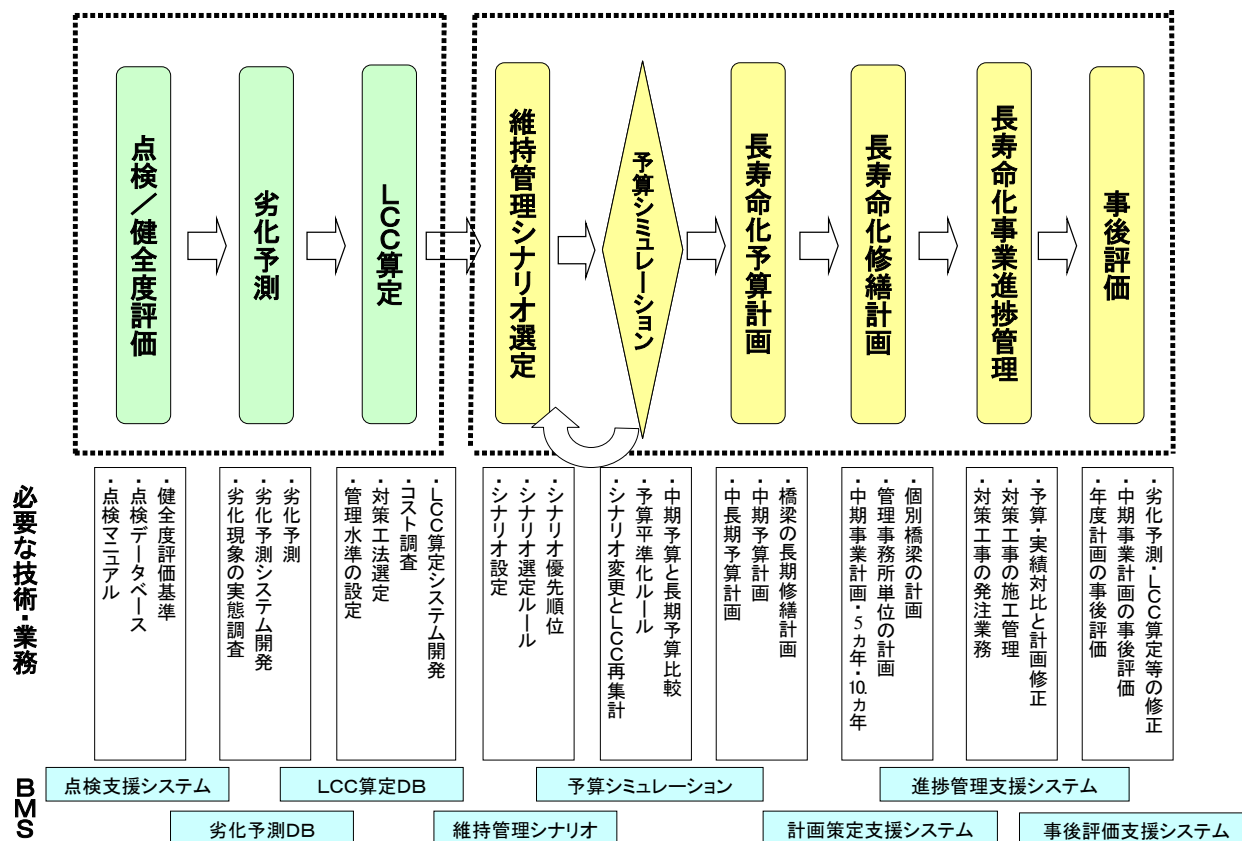 点検／健全度評価
劣化予測
ＬＣＣ算定
維持管理シナリオ選定
予算シミュレーション
長寿命化予算計画
長寿命化修繕計画
長寿命化事業進捗管理
事後評価
必要な技術・業務
・健全度評価基準
・点検データベース
・点検マニュアル
・劣化予測
・劣化予測システム開発
・劣化現象の実態調査
・ＬＣＣ算定システム開発
・コスト調査
・対策工法選定
・管理水準の設定
・シナリオ優先順位
・シナリオ選定ルール
・シナリオ設定
・中期予算と長期予算比較
・予算平準化ルール
・シナリオ変更とＬＣＣ再集計
・橋梁の長期修繕計画
・中期予算計画
・中長期予算計画
・個別橋梁の計画
・管理事務所単位の計画
・中期事業計画・5ヵ年・10.ヵ年
・予算・実績対比と計画修正
・対策工事の施工管理
・対策工事の発注業務
・劣化予測・ＬＣＣ算定等の修正
・中期事業計画の事後評価
・年度計画の事後評価
ＢＭＳ
点検支援システム
LCC算定DB
予算シミュレーション
進捗管理支援システム
劣化予測DB
維持管理シナリオ
計画策定支援システム
事後評価支援システム